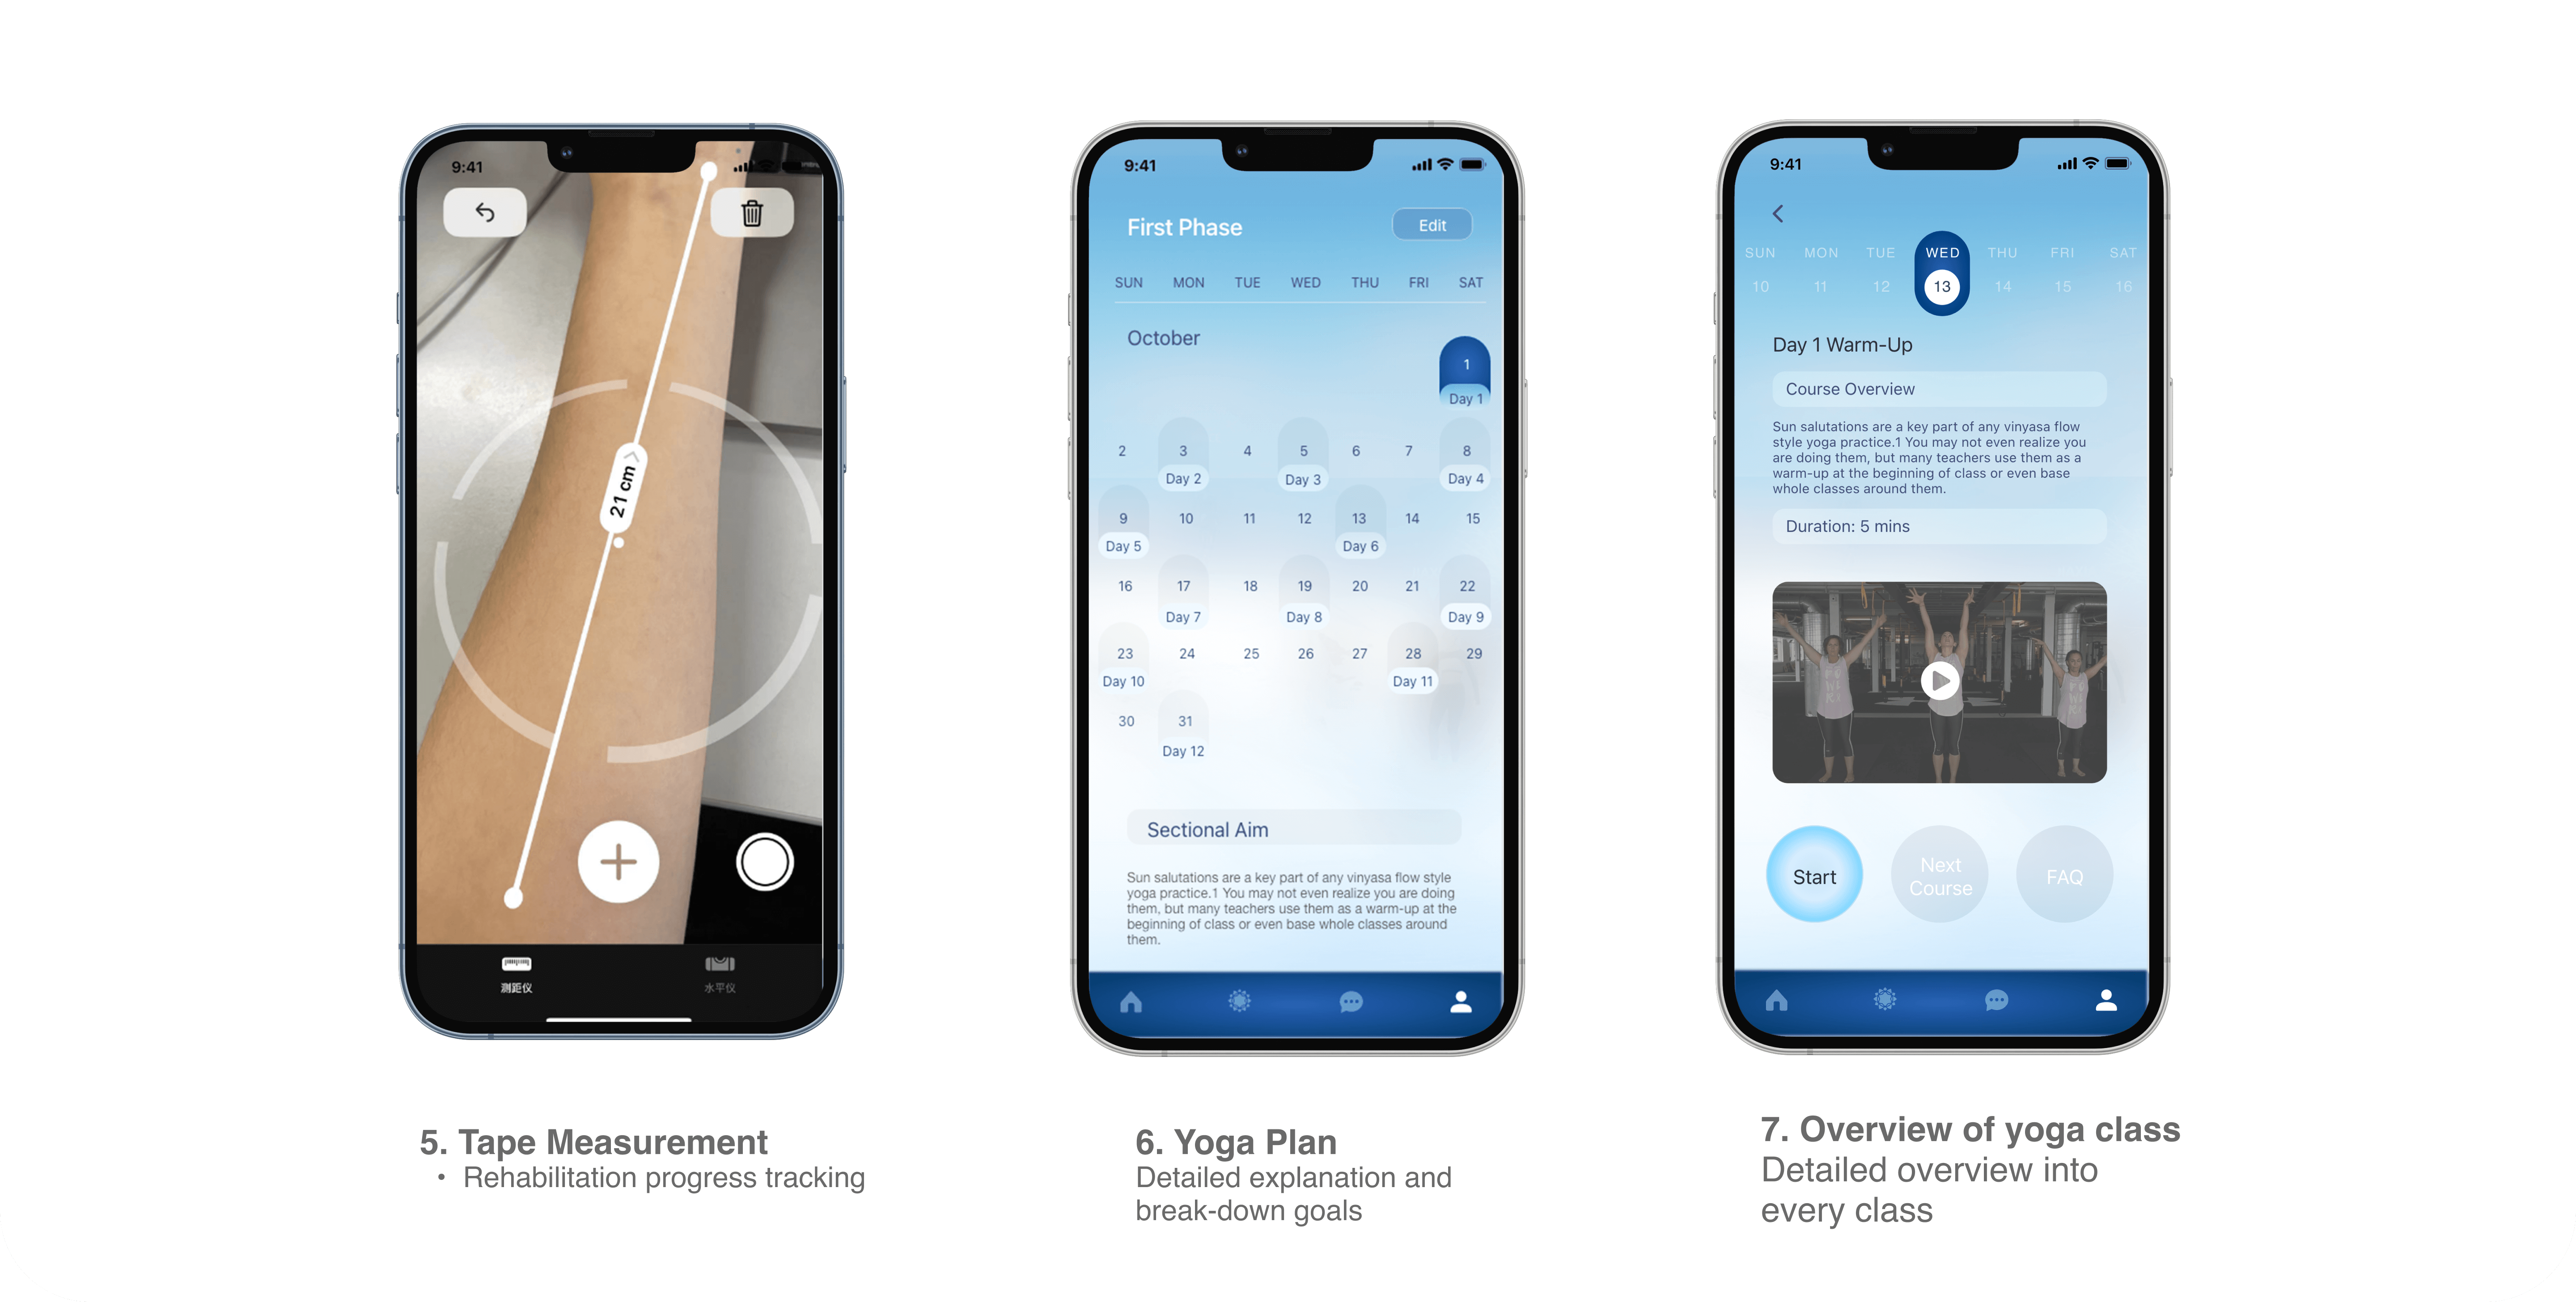 9:41
21 cm
测距仪
水平仪
5. Tape Measurement
• Rehabilitation progress tracking
9:41
First Phase
Edit
SUN MON TUE WED THU FRI SAT
October
1
Day 1
2 3 4 5 6 7 8
Day 2 Day 3 Day 4
9 10 11 12 13 14 15
Day 5 Day 6
16 17 18 19 20 21 22
Day 7 Day 8 Day 9
23 24 25 26 27 28 29
Day 10 Day 11
30 31
Day 12
Sectional Aim
Sun salutations are a key part of any vinyasa flow style
yoga practice.1 You may not even realize you are doing
them, but many teachers use them as a warm-up at the
beginning of class or even base whole classes around
them.
6. Yoga Plan
Detailed explanation and
break-down goals
9:41
SUN MON TUE WED THU FRI SAT
10 11 12 13 14 15 16
Day 1 Warm-Up
Course Overview
Sun salutations are a key part of any vinyasa flow
style yoga practice.1 You may not even realize you
are doing them, but many teachers use them as a
warm-up at the beginning of class or even base
whole classes around them.
Duration: 5 mins
Start
Next
Course
FAQ
7. Overview of yoga class
Detailed overview into
every class